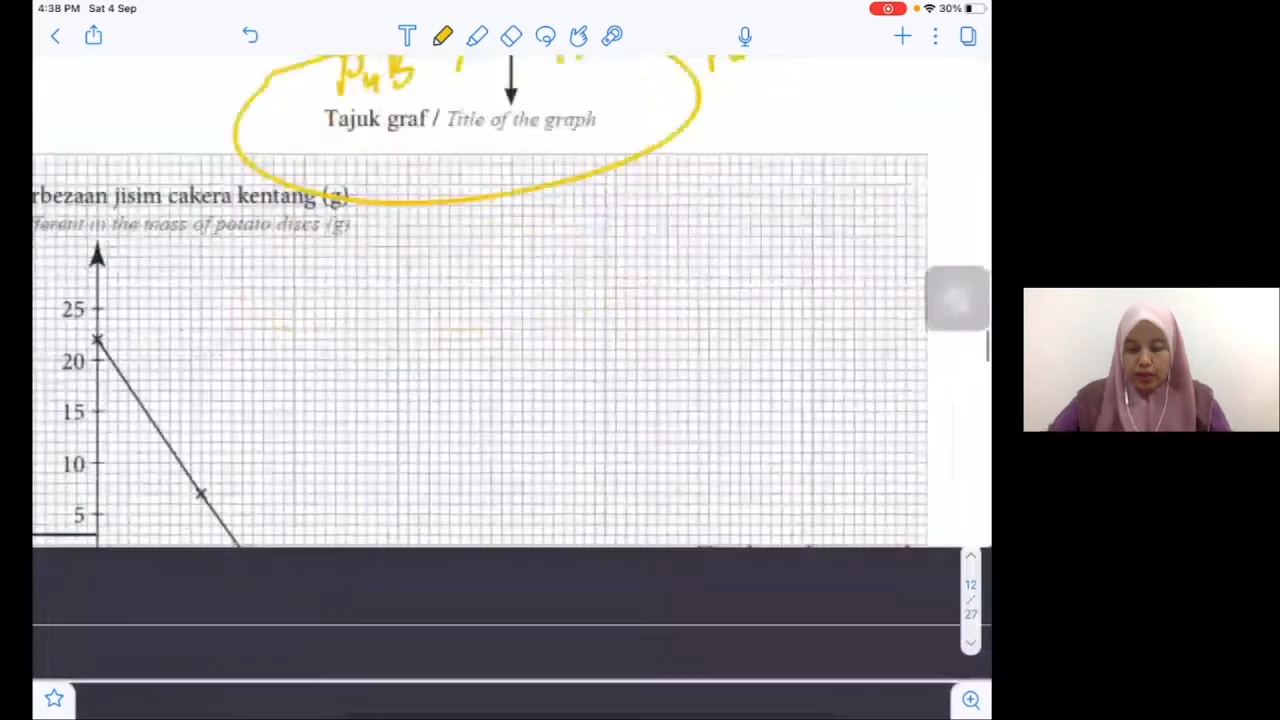 4:38 PM Sat 4 Sep
30%
Tajuk graf / Title of the graph
rbezaan jisim cakera kentang (g)
ferent in the mass of potato discs (g)
25
20
15
10
5
12
27